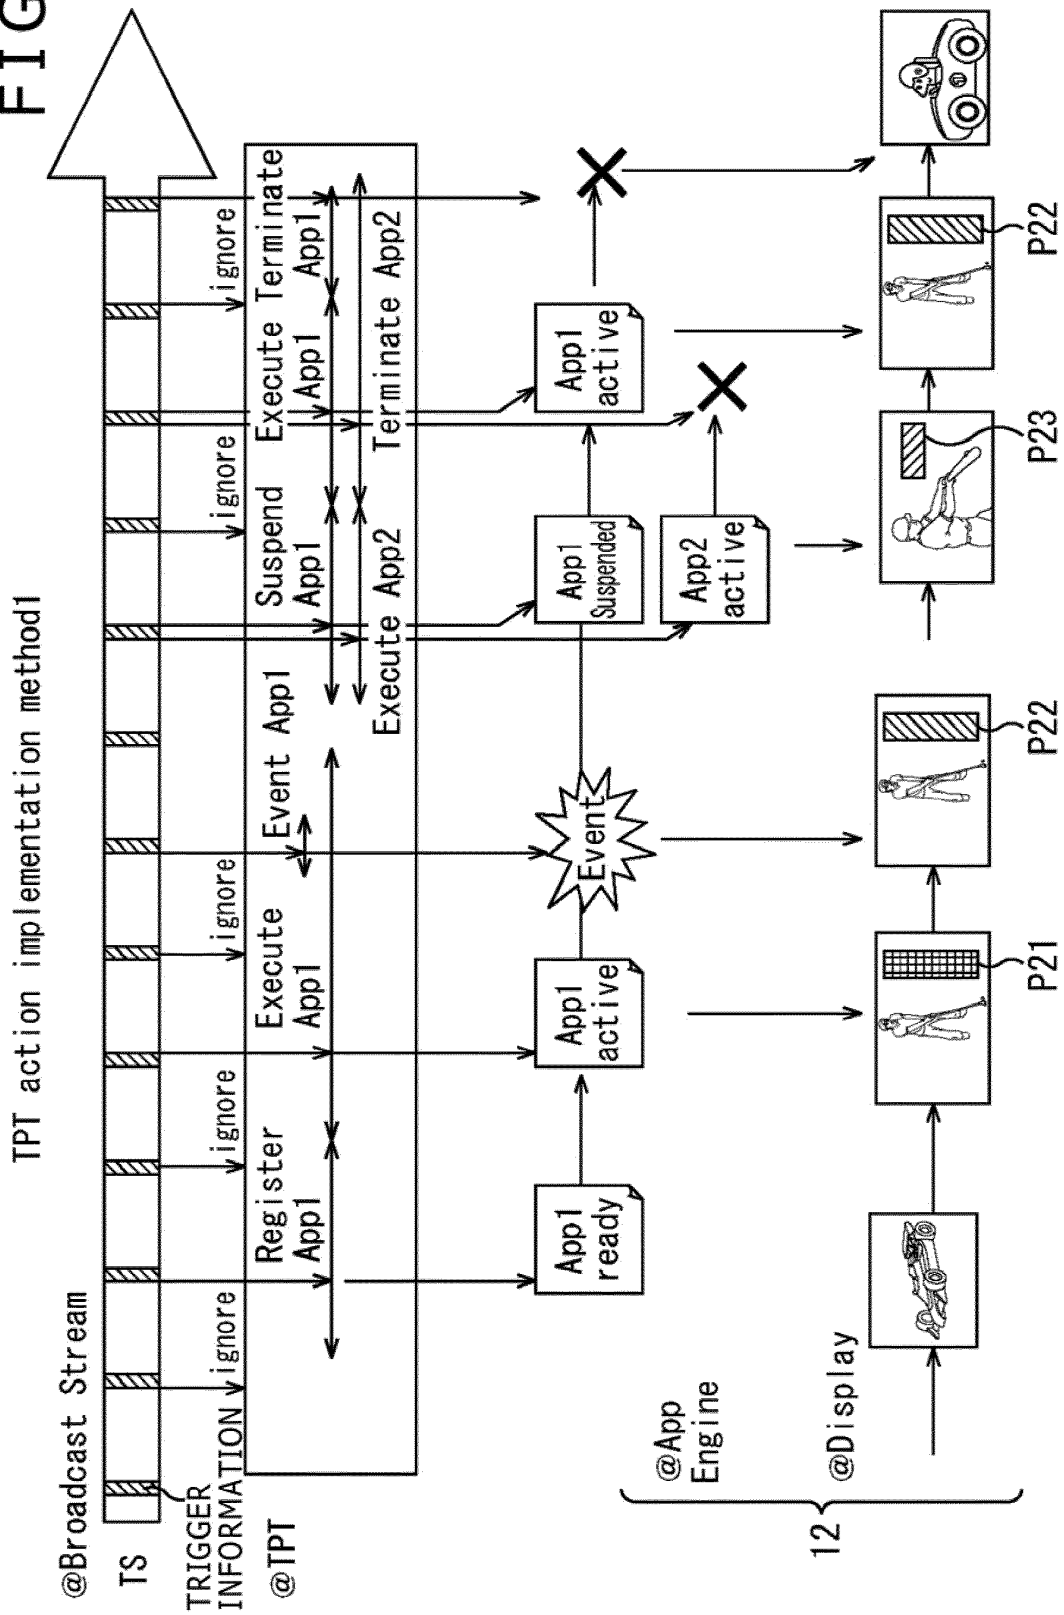 FIG
TPT action implementation method1
@Broadcast Stream
TS
TRIGGER
INFORMATION
ignore
ignore
ignore
ignore
ignore
@TPT
Register
App1
Execute
App1
Event App1
Suspend
App1
Execute
App1
Terminate
App1
Execute App2
Terminate App2
App1
ready
App1
active
Event
App1
Suspended
App1
active
App2
active
@App
Engine
12
@Display
P21
P22
P23
P22